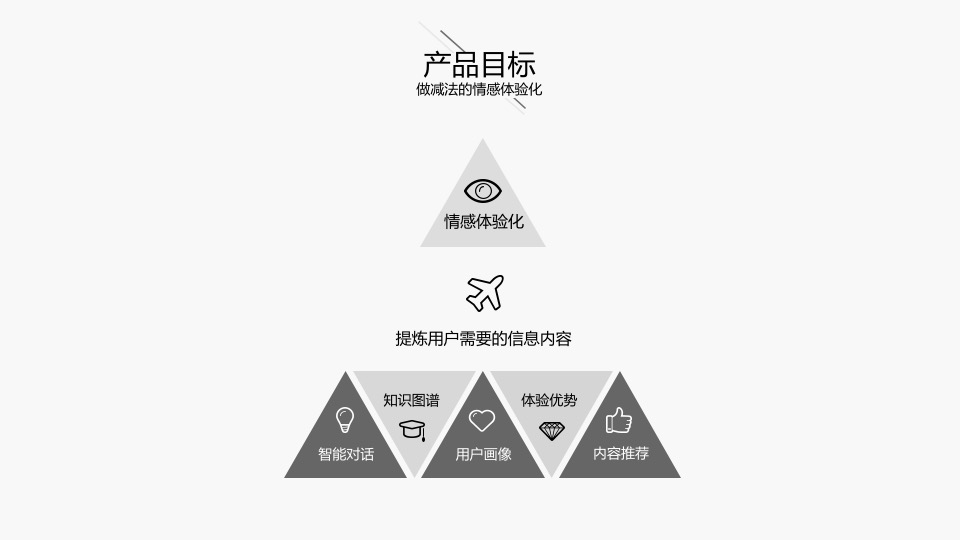 产品目标
做减法的情感体验化
情感体验化
提炼用户需要的信息内容
知识图谱
体验优势
智能对话
用户画像
内容推荐